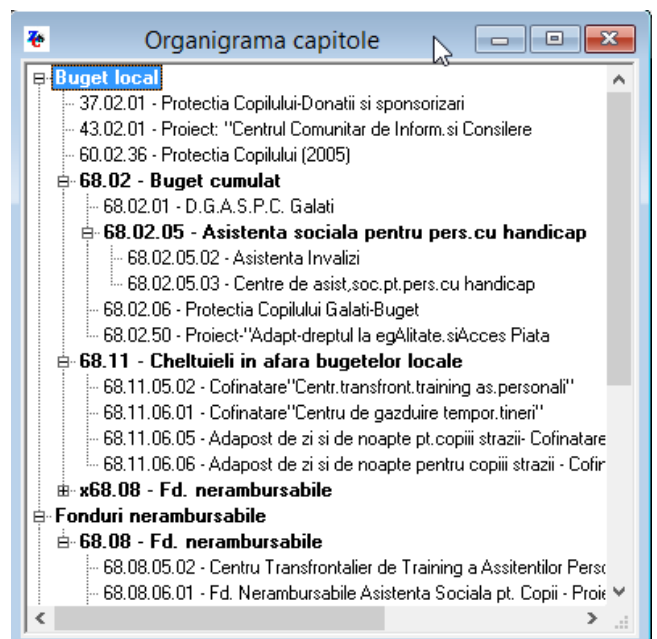 Organigrama capitole
Buget local
37.02.01 - Protectia Copilului-Donatii si sponsorizari
43.02.01 - Proiect: "Centrul Comunitar de Inform.si Consilere
60.02.36 - Protectia Copilului (2005)
68.02 - Buget cumulat
68.02.01 - D.G.A.S.P.C. Galati
68.02.05 - Asistenta sociala pentru pers.cu handicap
68.02.05.02 - Asistenta Invalizi
68.02.05.03 - Centre de asist,soc.pt.pers.cu handicap
68.02.06 - Protectia Copilului Galati-Buget
68.02.50 - Proiect-"Adapt-dreptul la egAlitate.siAcces Piata
68.11 - Cheltuieli in afara bugetelor locale
68.11.05.02 - Cofinatare"Centr.transfront.training as.personali"
68.11.06.01 - Cofinatare"Centru de gazduire tempor.tineri"
68.11.06.05 - Adapost de zi si de noapte pt.copiii strazii- Cofinatare
68.11.06.06 - Adapost de zi si de noapte pentru copiii strazii - Cofir
x68.08 - Fd. nerambursabile
Fonduri nerambursabile
68.08 - Fd. nerambursabile
68.08.05.02 - Centru Transfrontalier de Training a Assitentilor Perso
68.08.06.01 - Fd. Nerambursabile Asistenta Sociala pt. Copii - Proie